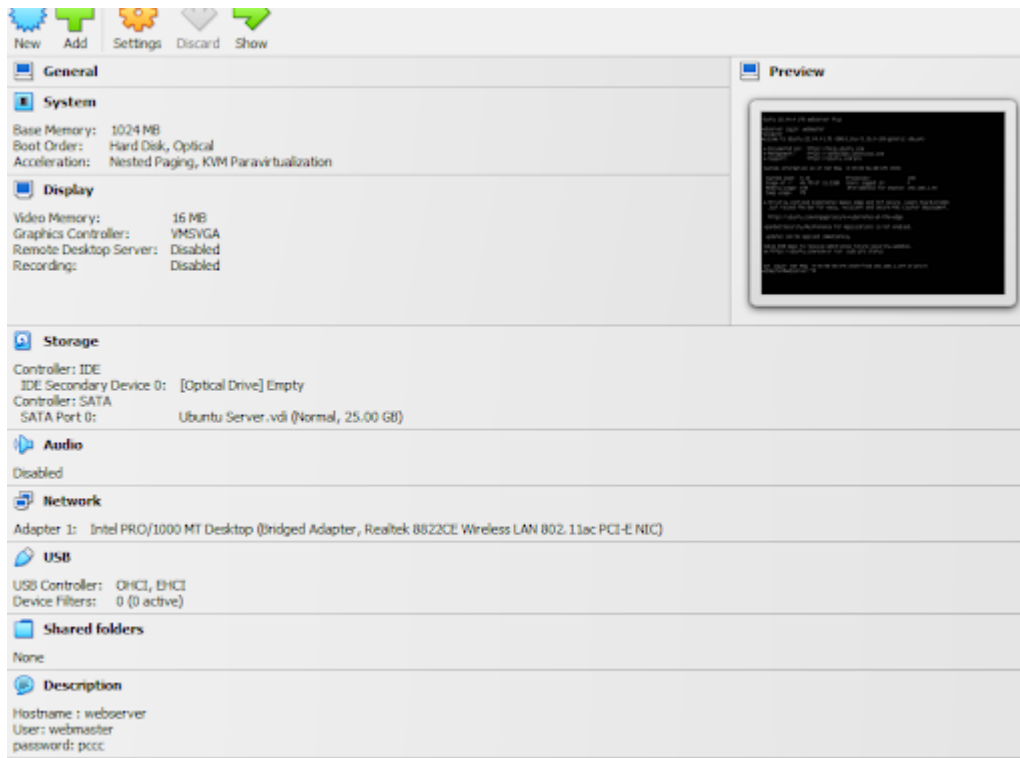 New Add Settings Discard Show
General
Preview
System
Base Memory: 1024 MB
Boot Order: Hard Disk, Optical
Acceleration: Nested Paging, KVM Paravirtualization
Display
Video Memory: 16 MB
Graphics Controller: VMSVGA
Remote Desktop Server: Disabled
Recording: Disabled
Storage
Controller: IDE
IDE Secondary Device 0: [Optical Drive] Empty
Controller: SATA
SATA Port 0: Ubuntu Server.vdi (Normal, 25.00 GB)
Audio
Disabled
Network
Adapter 1: Intel PRO/1000 MT Desktop (Bridged Adapter, Realtek 8822CE Wireless LAN 802.11ac PCI-E NIC)
USB
USB Controller: OHCI, EHCI
Device Filters: 0 (0 active)
Shared folders
None
Description
Hostname : webserver
User: webmaster
password: pccc